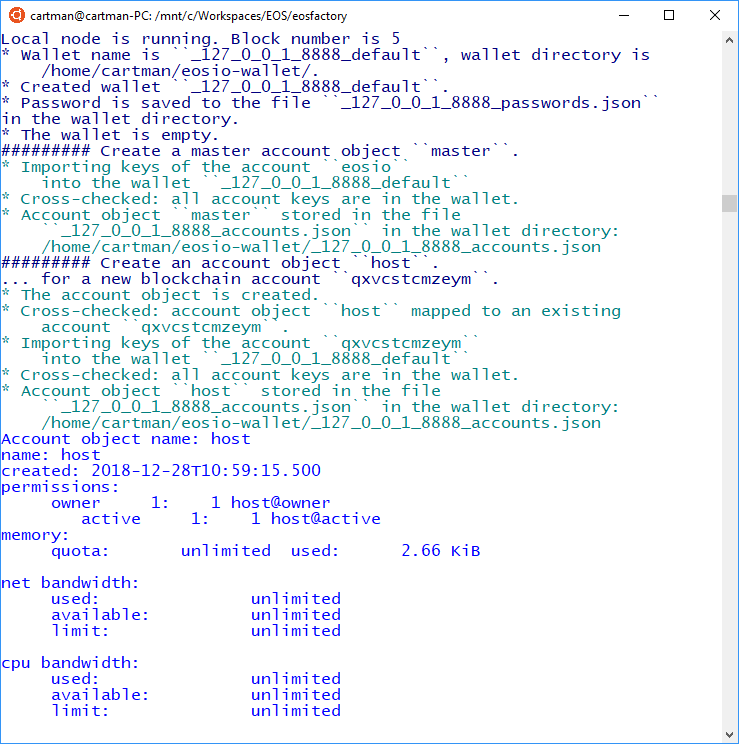 cartman@cartman-PC: /mnt/c/Workspaces/EOS/eosfactory
Local node is running. Block number is 5
* Wallet name is ``_127_0_0_1_8888_default``, wallet directory is
    /home/cartman/eosio-wallet/.
* Created wallet ``_127_0_0_1_8888_default``.
* Password is saved to the file ``_127_0_0_1_8888_passwords.json``
in the wallet directory.
* The wallet is empty.
######### Create a master account object ``master``.
* Importing keys of the account ``eosio``
    into the wallet ``_127_0_0_1_8888_default``
* Cross-checked: all account keys are in the wallet.
* Account object ``master`` stored in the file
    ``_127_0_0_1_8888_accounts.json`` in the wallet directory:
    /home/cartman/eosio-wallet/_127_0_0_1_8888_accounts.json
######### Create an account object ``host``.
... for a new blockchain account ``qxvcstcmzeym``.
* The account object is created.
* Cross-checked: account object ``host`` mapped to an existing
    account ``qxvcstcmzeym``.
* Importing keys of the account ``qxvcstcmzeym``
    into the wallet ``_127_0_0_1_8888_default``
* Cross-checked: all account keys are in the wallet.
* Account object ``host`` stored in the file
    ``_127_0_0_1_8888_accounts.json`` in the wallet directory:
    /home/cartman/eosio-wallet/_127_0_0_1_8888_accounts.json
Account object name: host
name: host
created: 2018-12-28T10:59:15.500
permissions:
     owner     1:    1 host@owner
        active     1:    1 host@active
memory:
     quota:       unlimited  used:      2.66 KiB
net bandwidth:
     used:               unlimited
     available:          unlimited
     limit:              unlimited
cpu bandwidth:
     used:               unlimited
     available:          unlimited
     limit:              unlimited